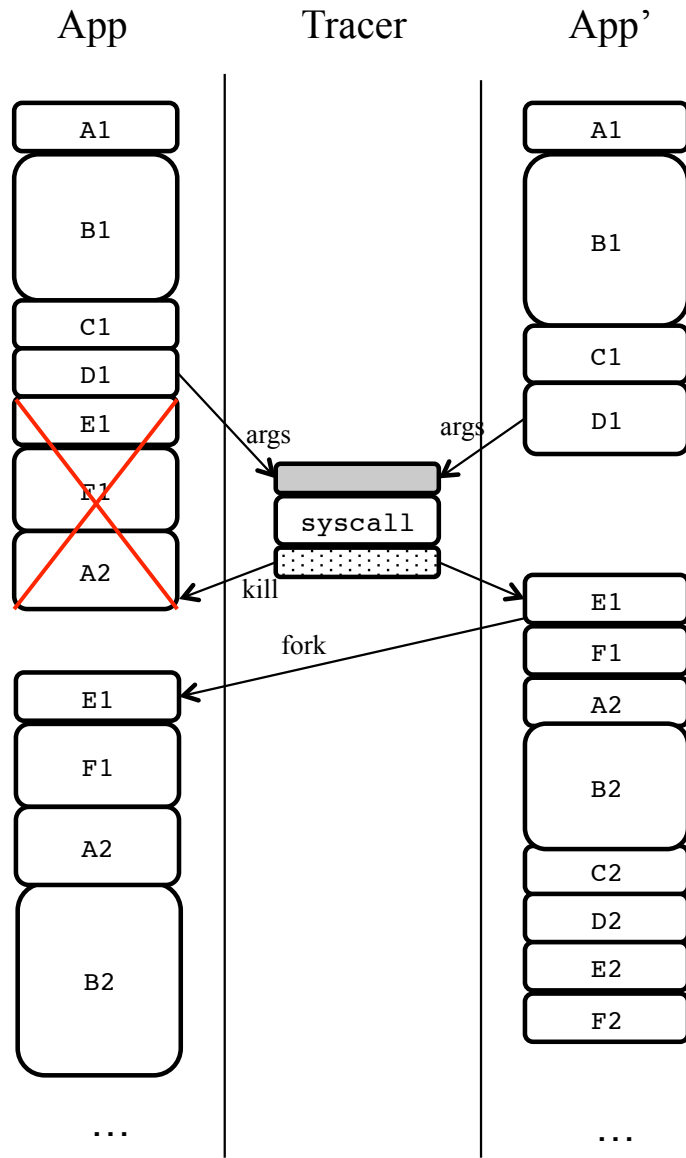 App
Tracer
App’
A1
B1
C1
D1
E1
F1
A2
E1
F1
A2
B2
...
args
args
syscall
kill
fork
A1
B1
C1
D1
E1
F1
A2
B2
C2
D2
E2
F2
...